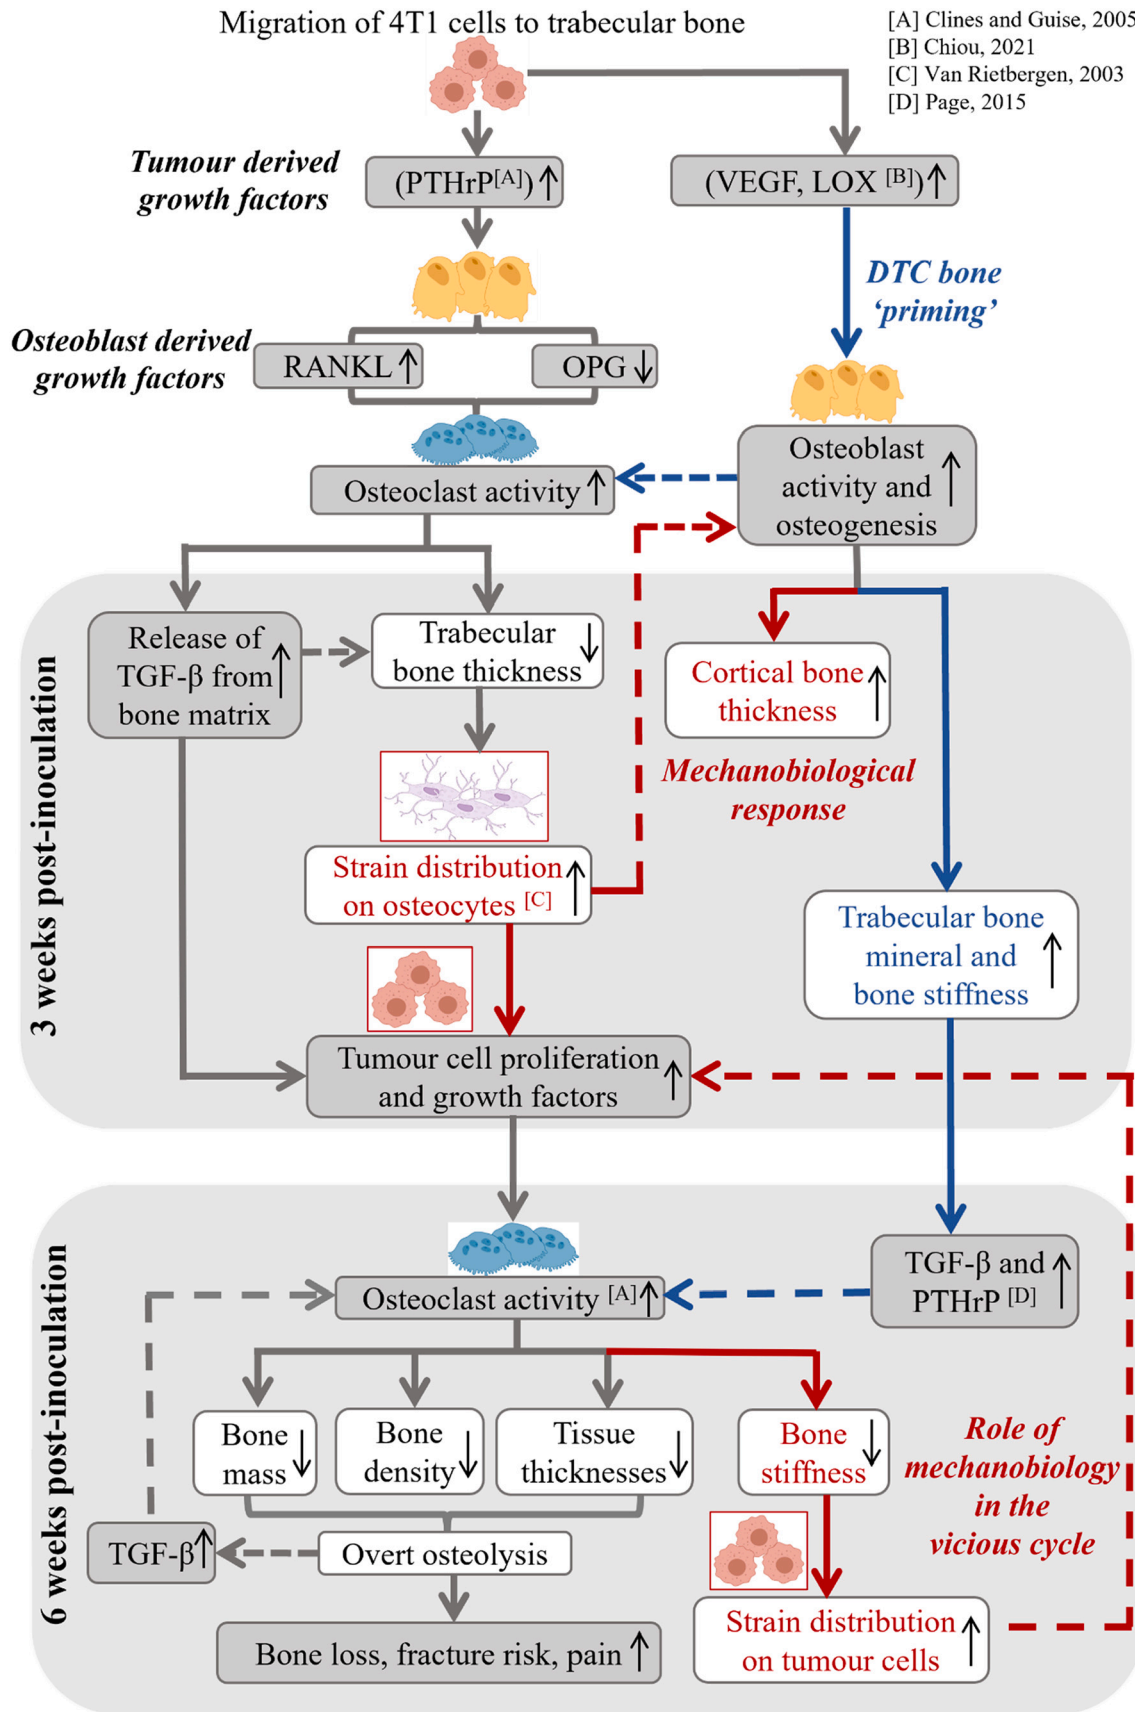 Migration of 4T1 cells to trabecular bone
[A] Clines and Guise, 2005
[B] Chiou, 2021
[C] Van Rietbergen, 2003
[D] Page, 2015
Tumour derived
growth factors
(PTHrP[A])
(VEGF, LOX [B])
DTC bone
‘priming’
Osteoblast derived
growth factors
RANKL
OPG
Osteoclast activity
Osteoblast
activity and
osteogenesis
3 weeks post-inoculation
Release of
TGF-β from
bone matrix
Trabecular
bone thickness
Cortical bone
thickness
Mechanobiological
response
Strain distribution
on osteocytes [C]
Trabecular bone
mineral and
bone stiffness
Tumour cell proliferation
and growth factors
6 weeks post-inoculation
Osteoclast activity [A]
TGF-β and
PTHrP [D]
Bone
mass
Bone
density
Tissue
thicknesses
Bone
stiffness
Role of
mechanobiology
in the
vicious cycle
TGF-β
Overt osteolysis
Bone loss, fracture risk, pain
Strain distribution
on tumour cells